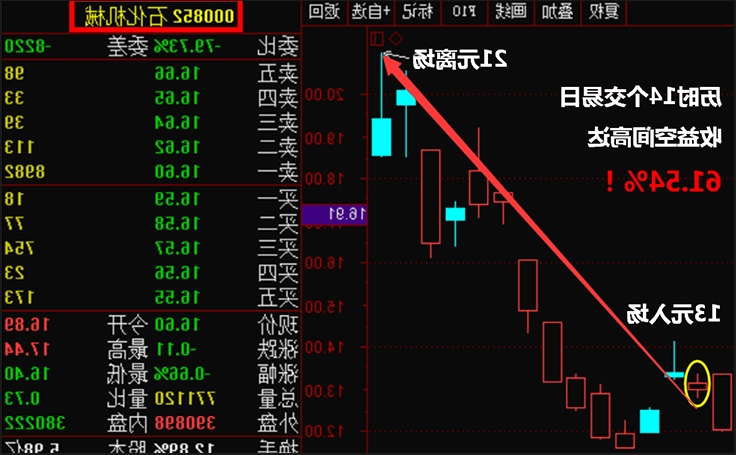 复权 叠加 画线 F10 标记 +自选 返回
000852 石化机械
21元离场
历时14个交易日
收益空间高达
61.54%！
13元入场
20.00
19.00
18.00
16.91
16.00
15.00
14.00
13.00
12.00
委比 -79.73% 委差 -8220
卖五 16.66 98
卖四 16.65 33
卖三 16.64 39
卖二 16.62 113
卖一 16.60 8982
买一 16.59 18
买二 16.58 77
买三 16.57 754
买四 16.56 23
买五 16.55 173
现价 16.60 今开 16.89
涨跌 -0.11 最高 17.44
涨幅 -0.66% 最低 16.40
总量 771120 量比 0.73
外盘 390898 内盘 380222
换手 12.89% 股本 5.98亿